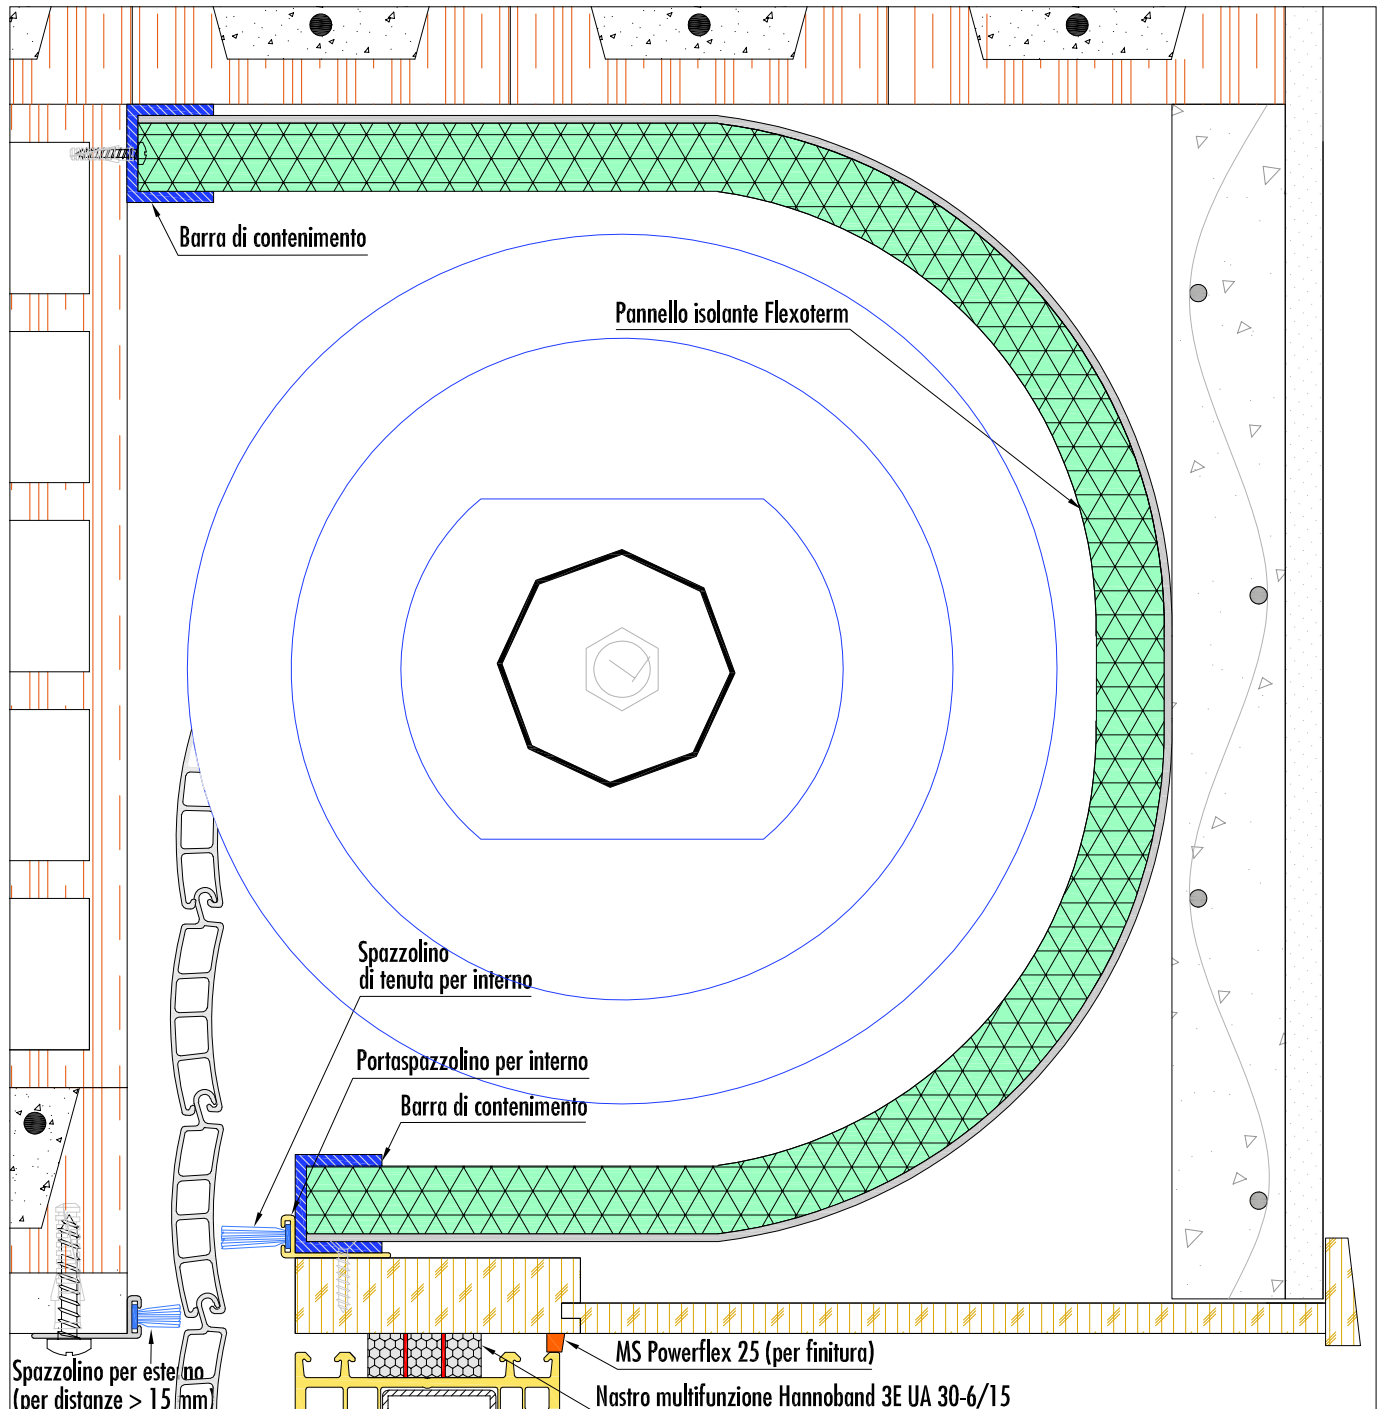 Barra di contenimento
Pannello isolante Flexoterm
Spazzolino
di tenuta per interno
Portaspazzolino per interno
Barra di contenimento
MS Powerflex 25 (per finitura)
Spazzolino per esterno
(per distanze > 15 mm)
Nastro multifunzione Hannoband 3E UA 30-6/15